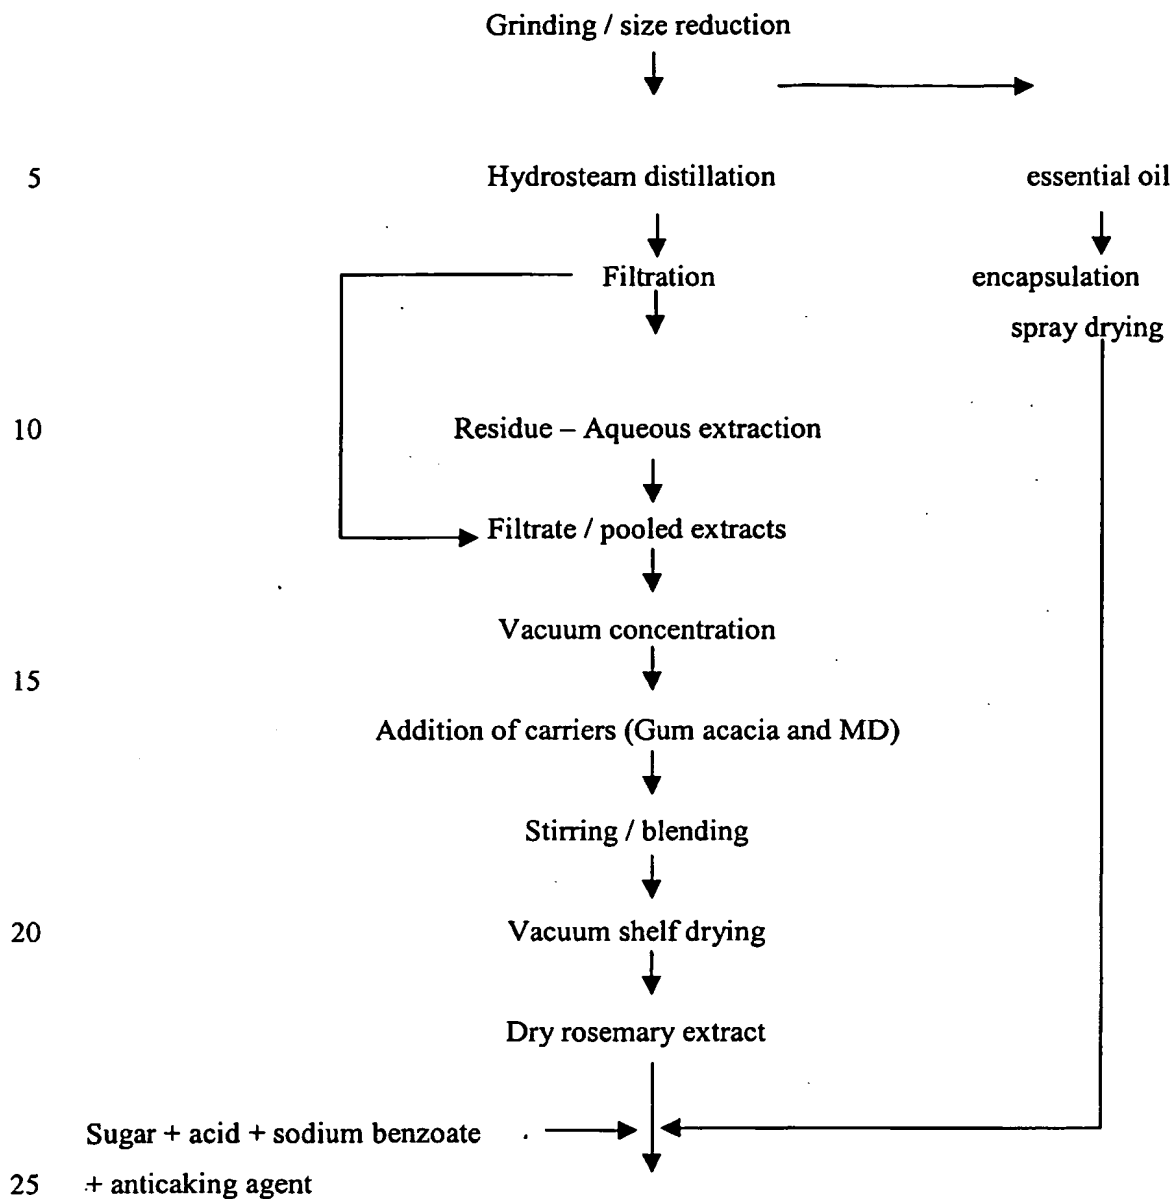 Grinding / size reduction
5 Hydrosteam distillation essential oil
Filtration encapsulation
spray drying
10 Residue – Aqueous extraction
Filtrate / pooled extracts
Vacuum concentration
15
Addition of carriers (Gum acacia and MD)
Stirring / blending
20 Vacuum shelf drying
Dry rosemary extract
Sugar + acid + sodium benzoate
25 + anticaking agent